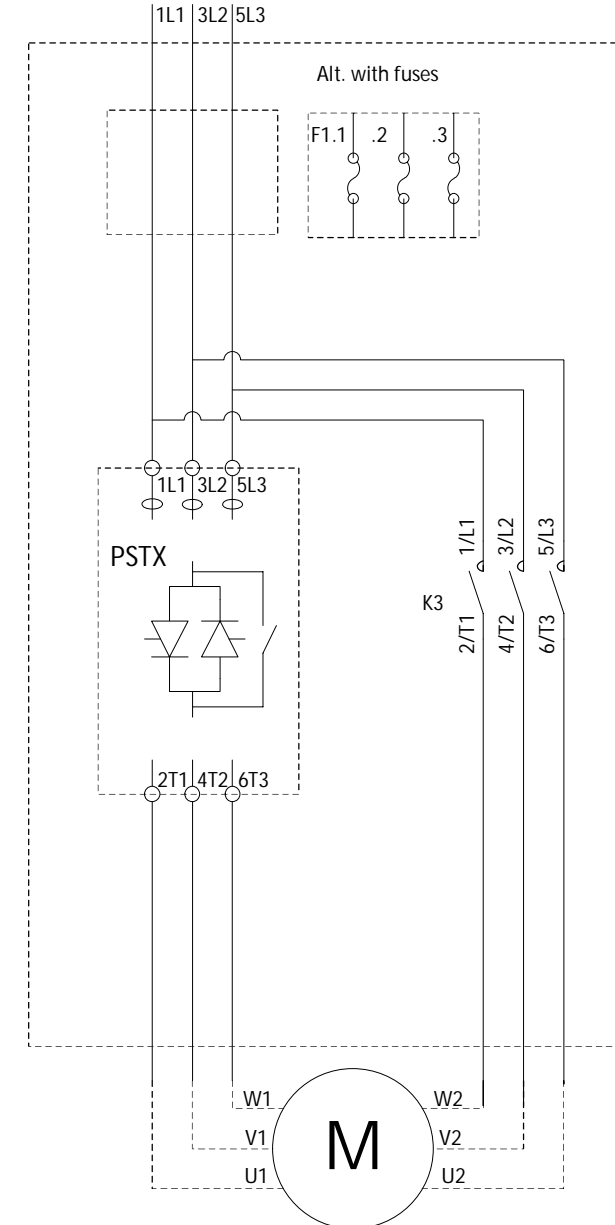 1L1 3L2 5L3
Alt. with fuses
F1.1 .2 .3
1L1 3L2 5L3
PSTX
1/L1 3/L2 5/L3
K3
2/T1 4/T2 6/T3
2T1 4T2 6T3
W1 W2
V1 M V2
U1 U2